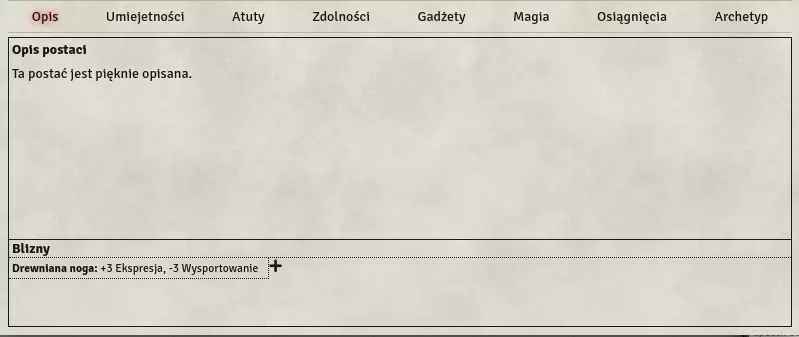 Opis Umiejetności Atuty Zdolności Gadżety Magia Osiągnięcia Archetyp
Opis postaci
Ta postać jest pięknie opisana.
Blizny
Drewniana noga: +3 Ekspresja, -3 Wysportowanie +